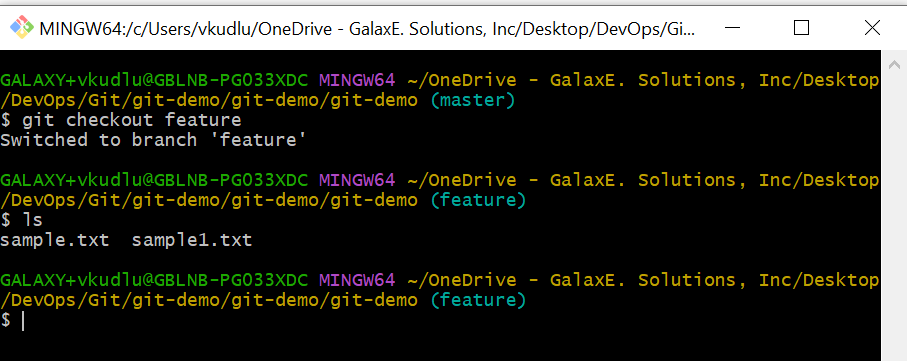 MINGW64:/c/Users/vkudlu/OneDrive - GalaxE. Solutions, Inc/Desktop/DevOps/Gi...
GALAXY+vkudlu@GBLNB-PG033XDC MINGW64 ~/OneDrive - GalaxE. Solutions, Inc/Desktop
/DevOps/Git/git-demo/git-demo/git-demo (master)
$ git checkout feature
Switched to branch 'feature'
GALAXY+vkudlu@GBLNB-PG033XDC MINGW64 ~/OneDrive - GalaxE. Solutions, Inc/Desktop
/DevOps/Git/git-demo/git-demo/git-demo (feature)
$ ls
sample.txt  sample1.txt
GALAXY+vkudlu@GBLNB-PG033XDC MINGW64 ~/OneDrive - GalaxE. Solutions, Inc/Desktop
/DevOps/Git/git-demo/git-demo/git-demo (feature)
$